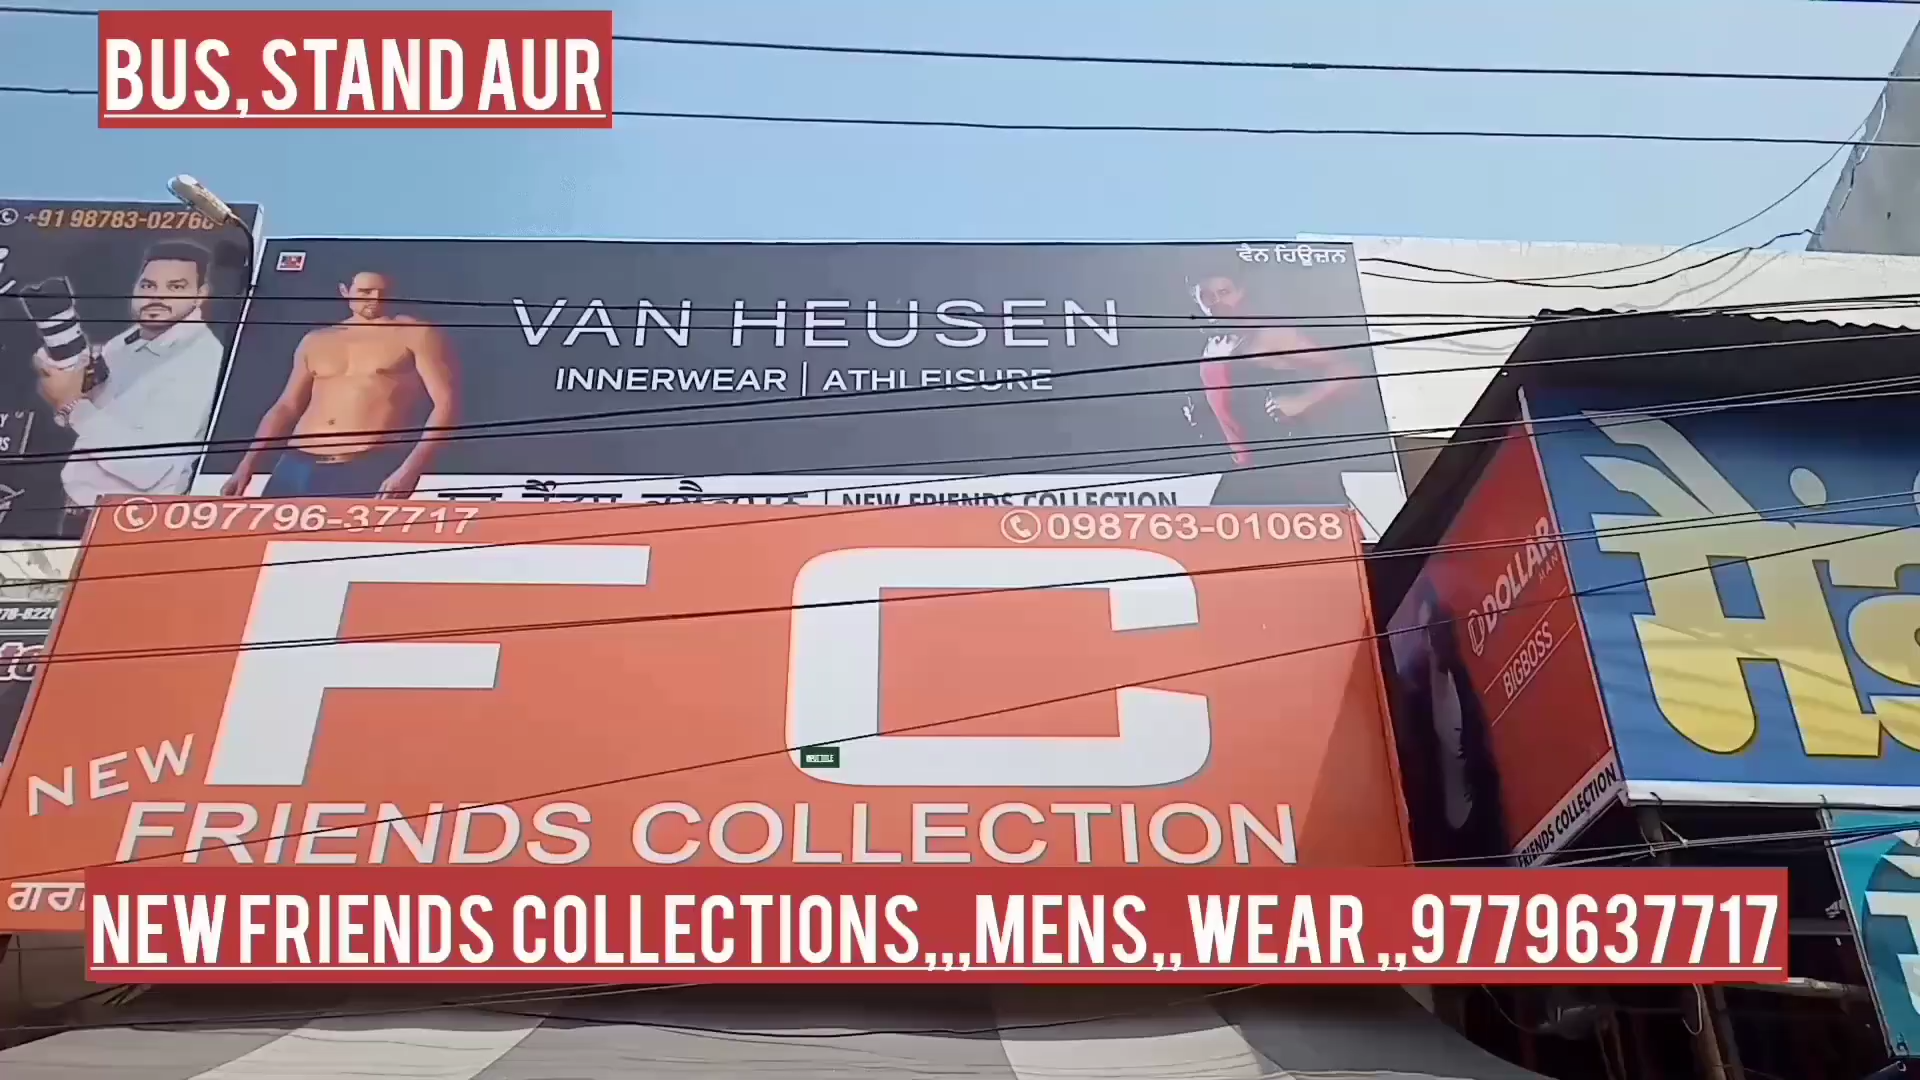 BUS, STAND AUR
+91 98783-02766
ਵੈਨ ਹਿਊਜ਼ਨ
VAN HEUSEN
INNERWEAR | ATHLEISURE
NEW FRIENDS COLLECTION
097796-37717
098763-01068
F C
NEW
FRIENDS COLLECTION
DOLLAR
BIGBOSS
FRIENDS COLLECTION
NEW FRIENDS COLLECTIONS,,,MENS,,WEAR,,9779637717